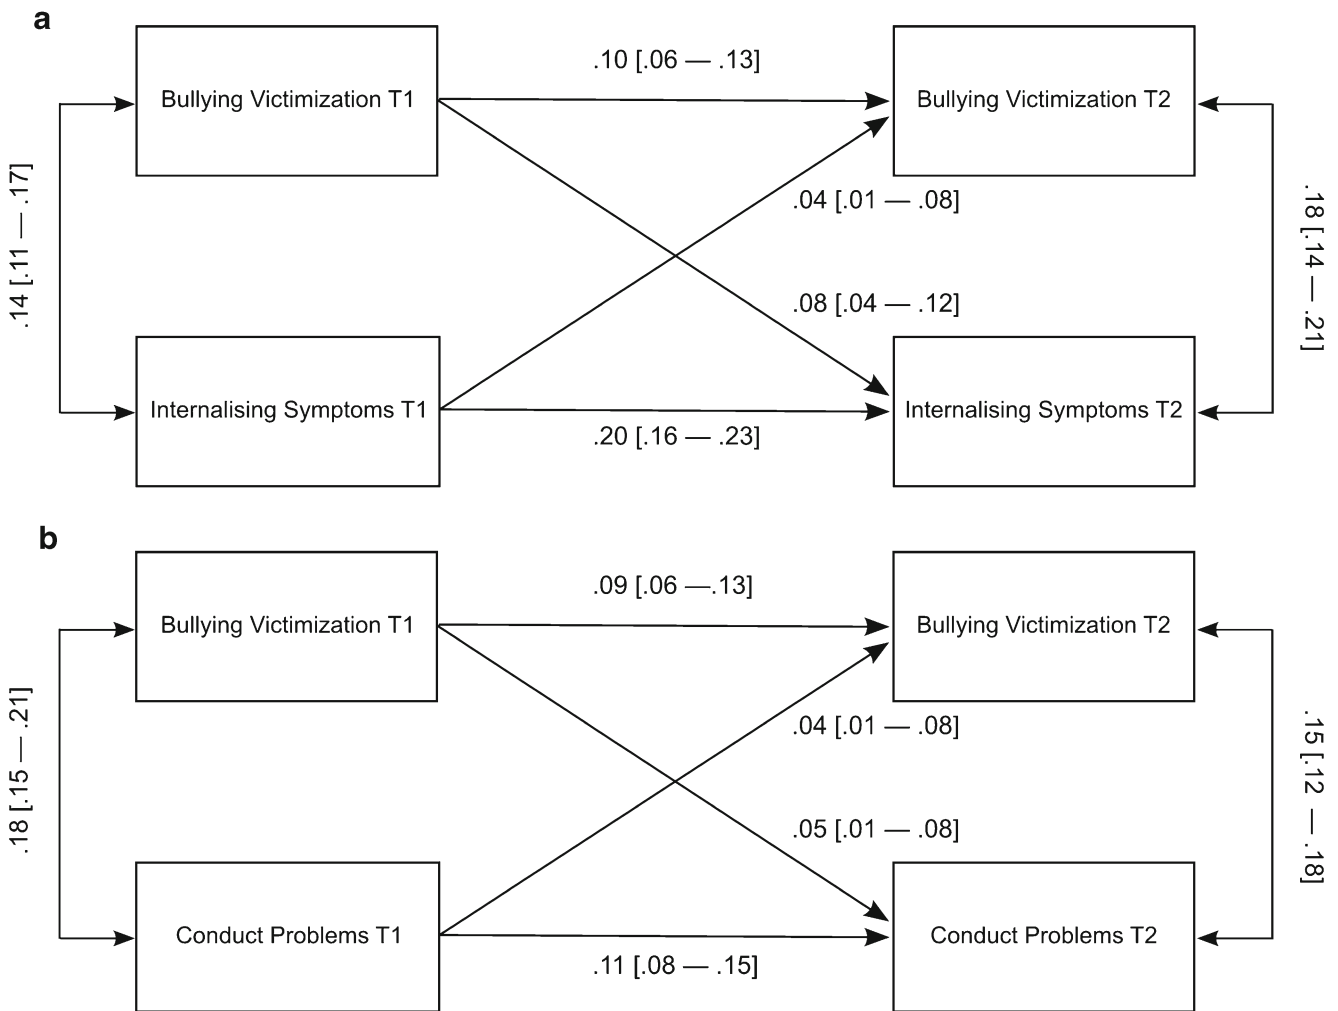 a
Bullying Victimization T1
.10 [.06 — .13]
Bullying Victimization T2
.14 [.11 — .17]
.04 [.01 — .08]
.18 [.14 — .21]
.08 [.04 — .12]
Internalising Symptoms T1
Internalising Symptoms T2
.20 [.16 — .23]
b
Bullying Victimization T1
.09 [.06 —.13]
Bullying Victimization T2
.18 [.15 — .21]
.04 [.01 — .08]
.15 [.12 — .18]
.05 [.01 — .08]
Conduct Problems T1
Conduct Problems T2
.11 [.08 — .15]